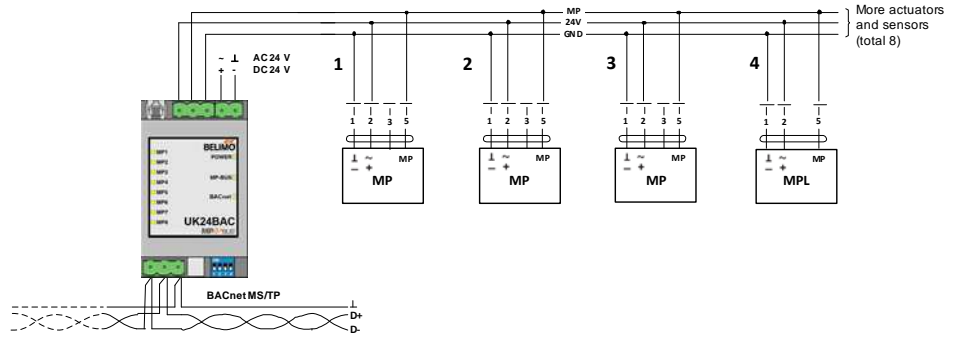 MP
24V
GND
More actuators
and sensors
(total 8)
~ ⊥ AC 24 V
+ - DC 24 V
1
2
3
4
1 2 3 5
1 2 3 5
1 2 3 5
1 2 5
⊥ ~ MP
– +
MP
⊥ ~ MP
– +
MP
⊥ ~ MP
– +
MP
⊥ ~ MP
– +
MPL
BELIMO
POWER
MP1
MP2
MP3
MP4
MP5
MP6
MP7
MP8
MP-BUS
BACnet
UK24BAC
MP BUS
BACnet MS/TP
⊥
D+
D-